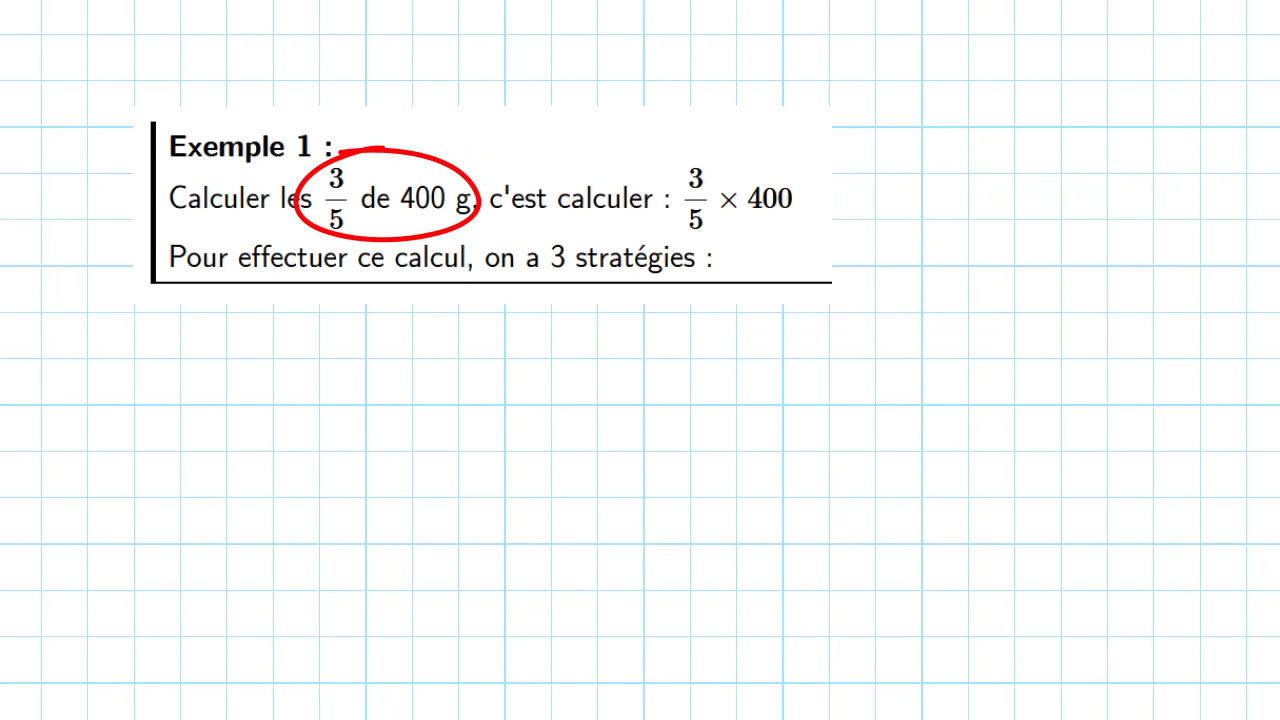 Exemple 1 :
Calculer les 3/5 de 400 g, c'est calculer : 3/5 × 400
Pour effectuer ce calcul, on a 3 stratégies :